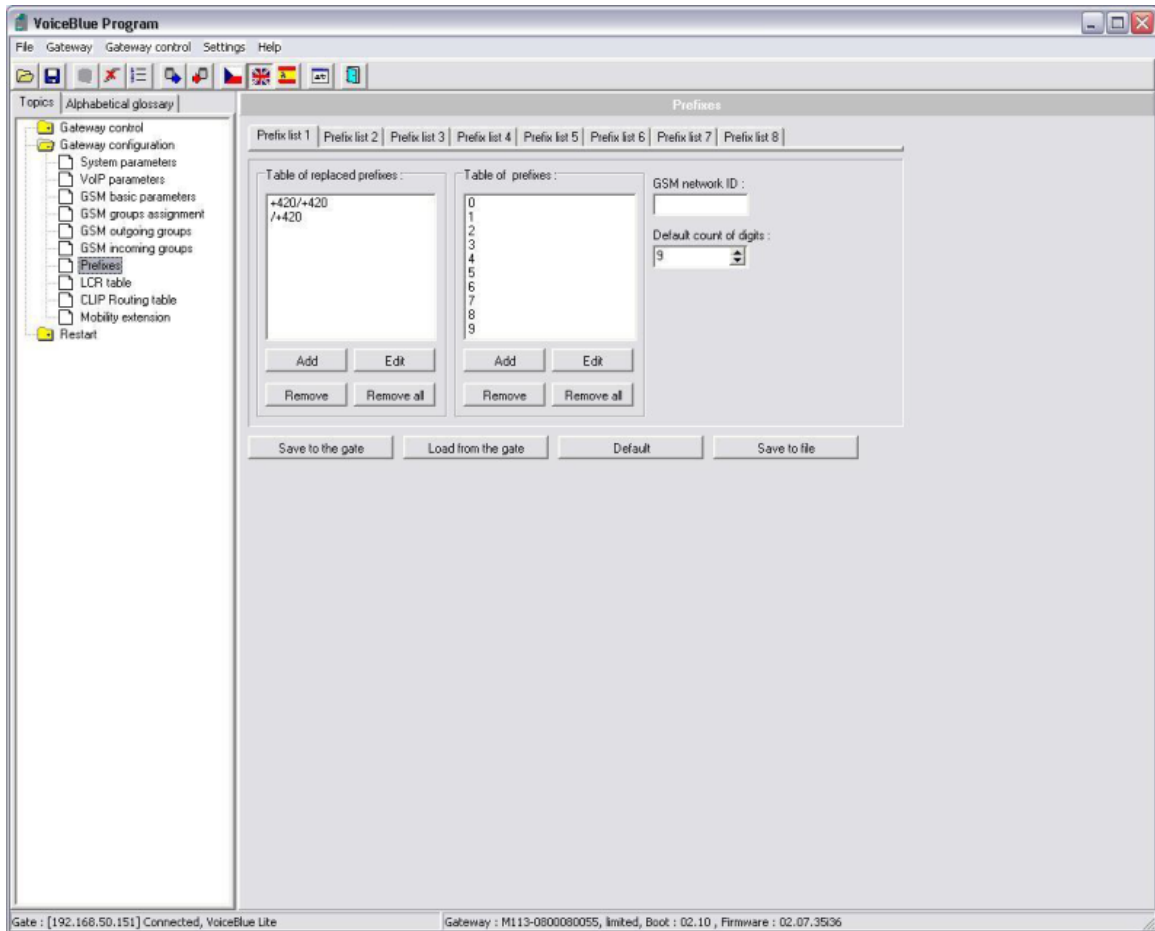 VoiceBlue Program
File Gateway Gateway control Settings Help
Topics Alphabetical glossary
Prefixes
Gateway control
Gateway configuration
System parameters
VoIP parameters
GSM basic parameters
GSM groups assignment
GSM outgoing groups
GSM incoming groups
Prefixes
LCR table
CLIP Routing table
Mobility extension
Restart
Prefix list 1 Prefix list 2 Prefix list 3 Prefix list 4 Prefix list 5 Prefix list 6 Prefix list 7 Prefix list 8
Table of replaced prefixes :
+420/+420
/+420
Add Edit
Remove Remove all
Table of prefixes :
0
1
2
3
4
5
6
7
8
9
Add Edit
Remove Remove all
GSM network ID :
Default count of digits :
9
Save to the gate Load from the gate Default Save to file
Gate : [192.168.50.151] Connected, VoiceBlue Lite Gateway : M113-0800080055, limited, Boot : 02.10 , Firmware : 02.07.35i36